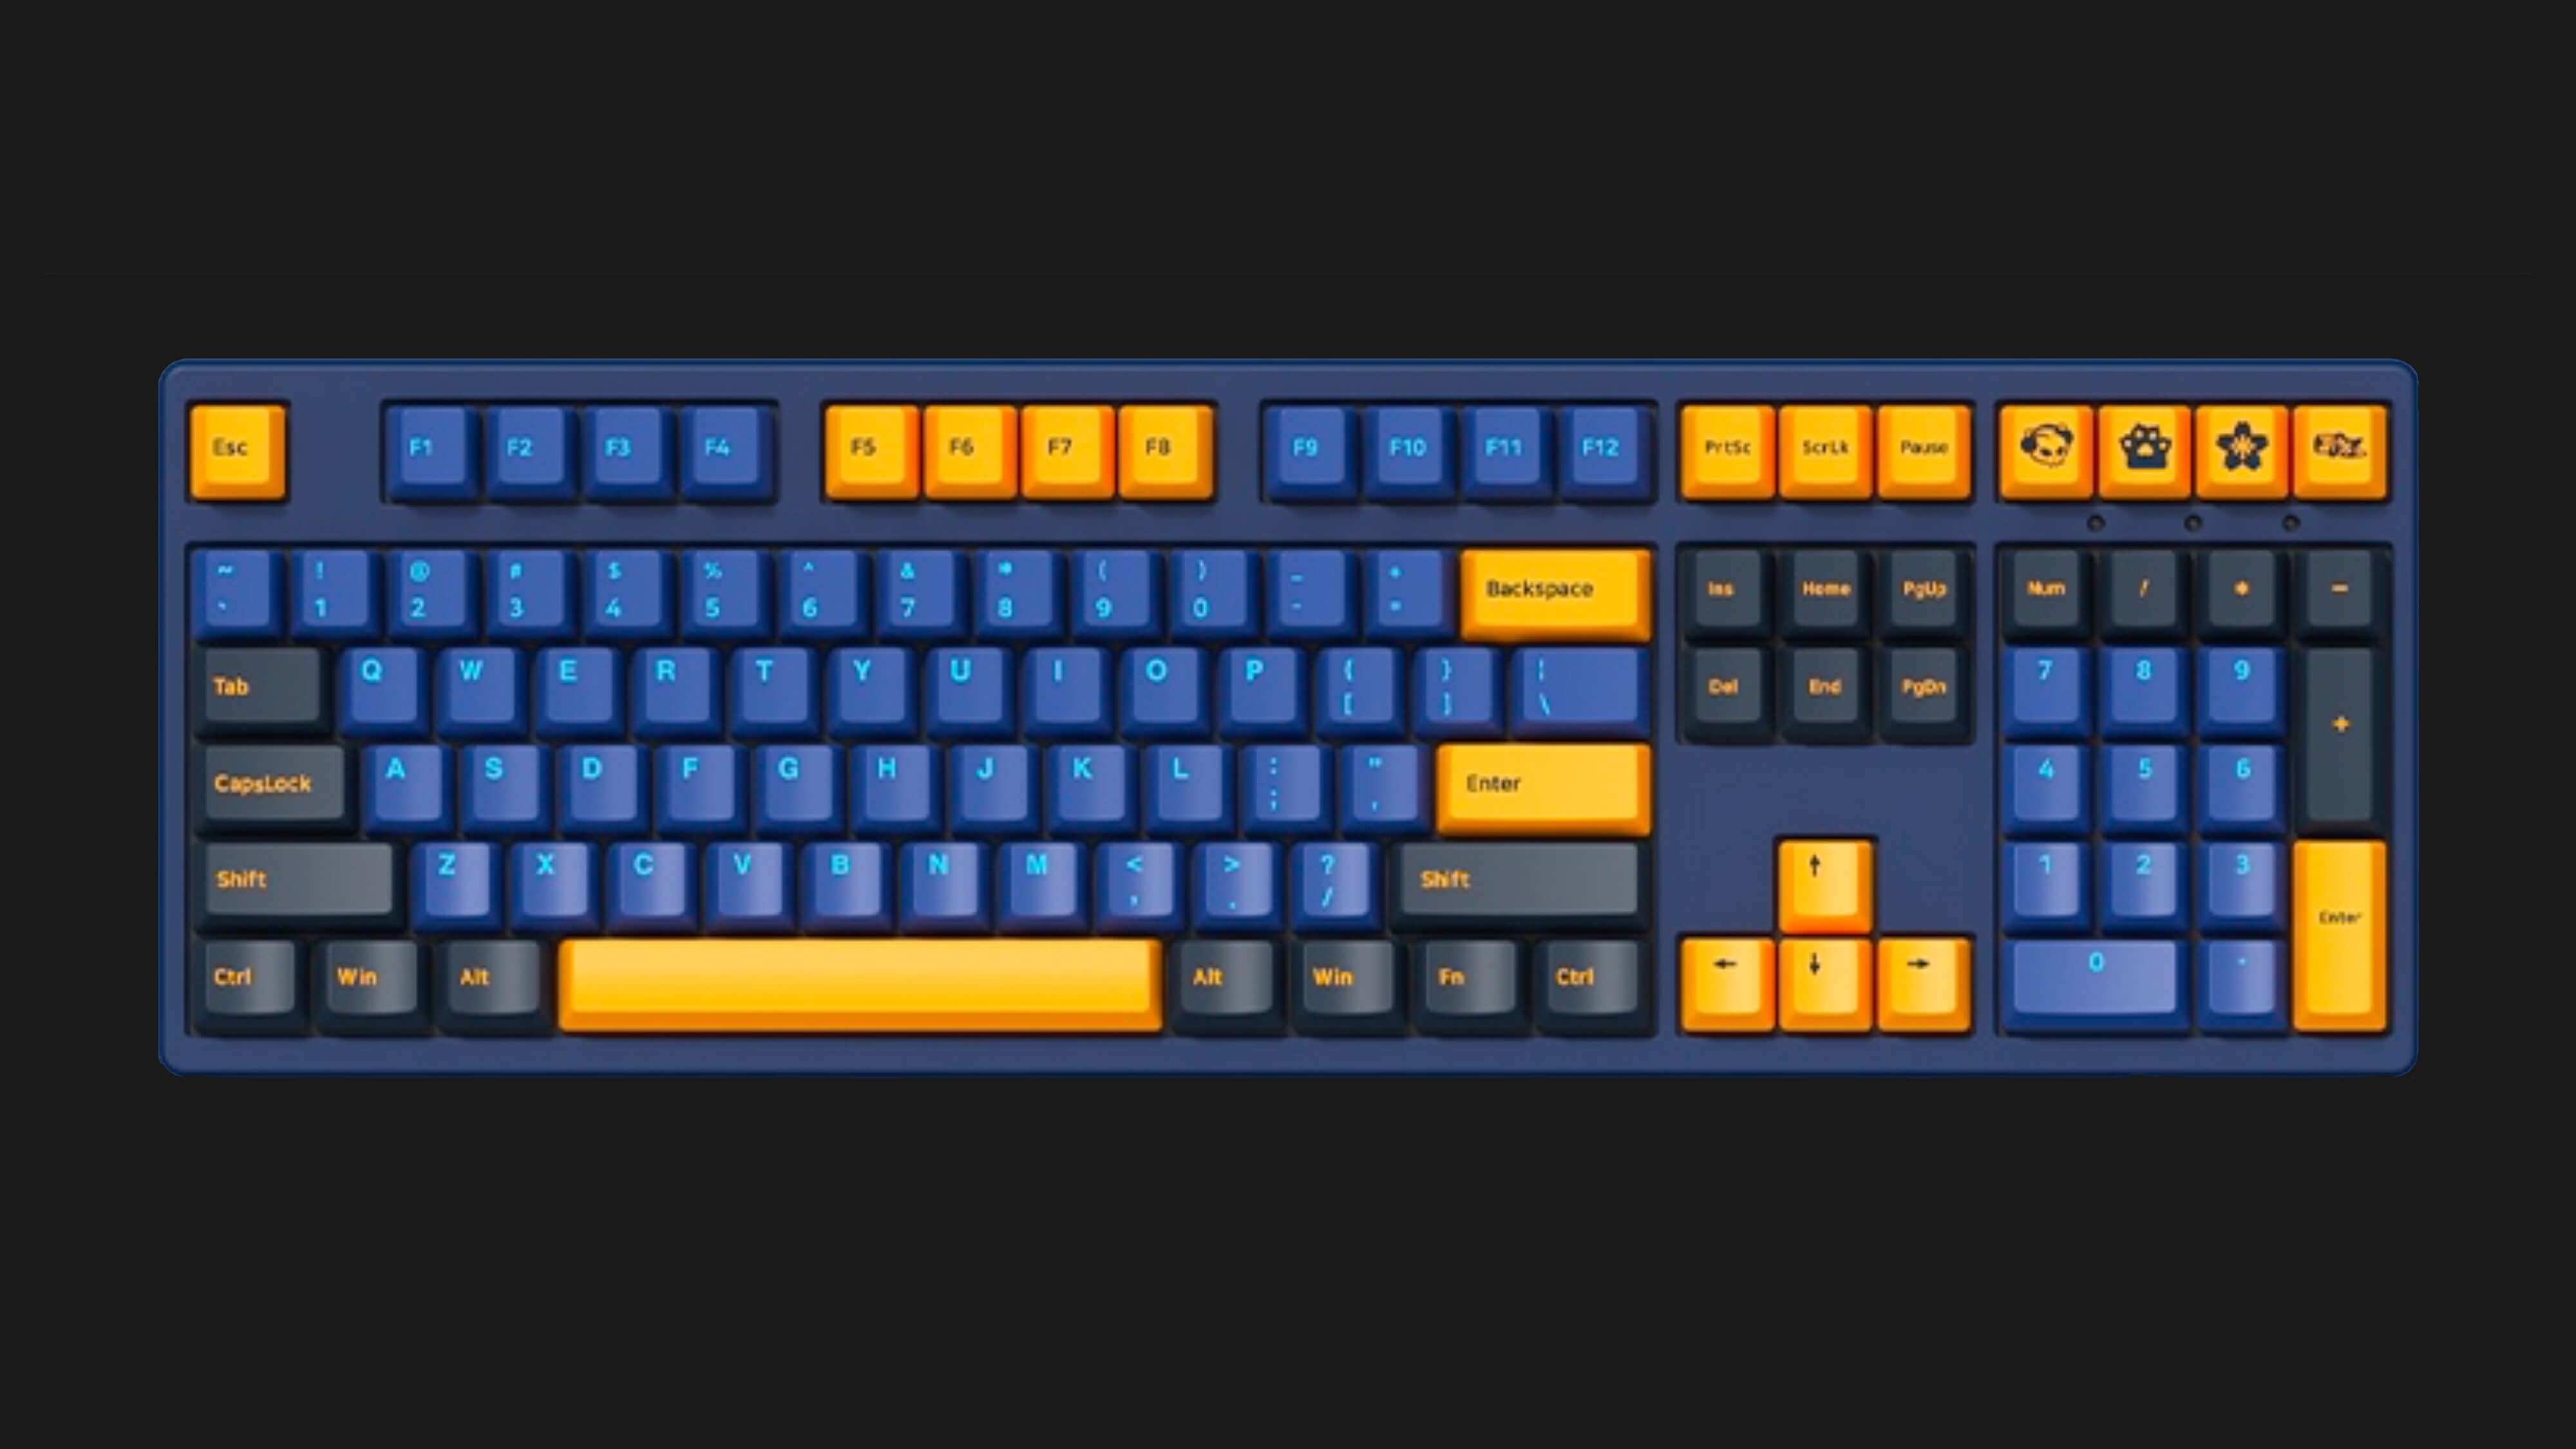 Esc F1 F2 F3 F4 F5 F6 F7 F8 F9 F10 F11 F12 PrtSc ScrLk Pause
~ ! @ # $ % ^ & * ( ) _ +
` 1 2 3 4 5 6 7 8 9 0 - = Backspace Ins Home PgUp Num / * -
Tab Q W E R T Y U I O P { } | Del End PgDn 7 8 9 +
[ ] \
CapsLock A S D F G H J K L : " Enter 4 5 6
; '
Shift Z X C V B N M < > ? Shift ↑ 1 2 3 Enter
, . /
Ctrl Win Alt Alt Win Fn Ctrl ← ↓ → 0 .